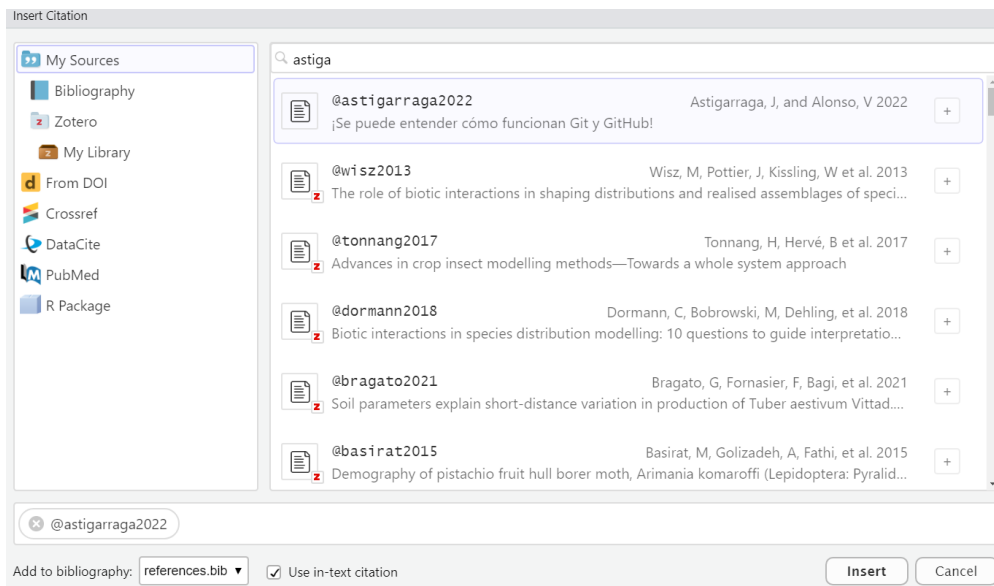 Insert Citation
My Sources
Bibliography
Zotero
My Library
From DOI
Crossref
DataCite
PubMed
R Package
astiga
@astigarraga2022 Astigarraga, J, and Alonso, V 2022
¡Se puede entender cómo funcionan Git y GitHub!
@wisz2013 Wisz, M, Pottier, J, Kissling, W et al. 2013
The role of biotic interactions in shaping distributions and realised assemblages of speci...
@tonnang2017 Tonnang, H, Hervé, B et al. 2017
Advances in crop insect modelling methods—Towards a whole system approach
@dormann2018 Dormann, C, Bobrowski, M, Dehling, et al. 2018
Biotic interactions in species distribution modelling: 10 questions to guide interpretatio...
@bragato2021 Bragato, G, Fornasier, F, Bagi, et al. 2021
Soil parameters explain short-distance variation in production of Tuber aestivum Vittad....
@basirat2015 Basirat, M, Golizadeh, A, Fathi, et al. 2015
Demography of pistachio fruit hull borer moth, Arimania komaroffi (Lepidoptera: Pyralid...
@astigarraga2022
Add to bibliography: references.bib Use in-text citation Insert Cancel